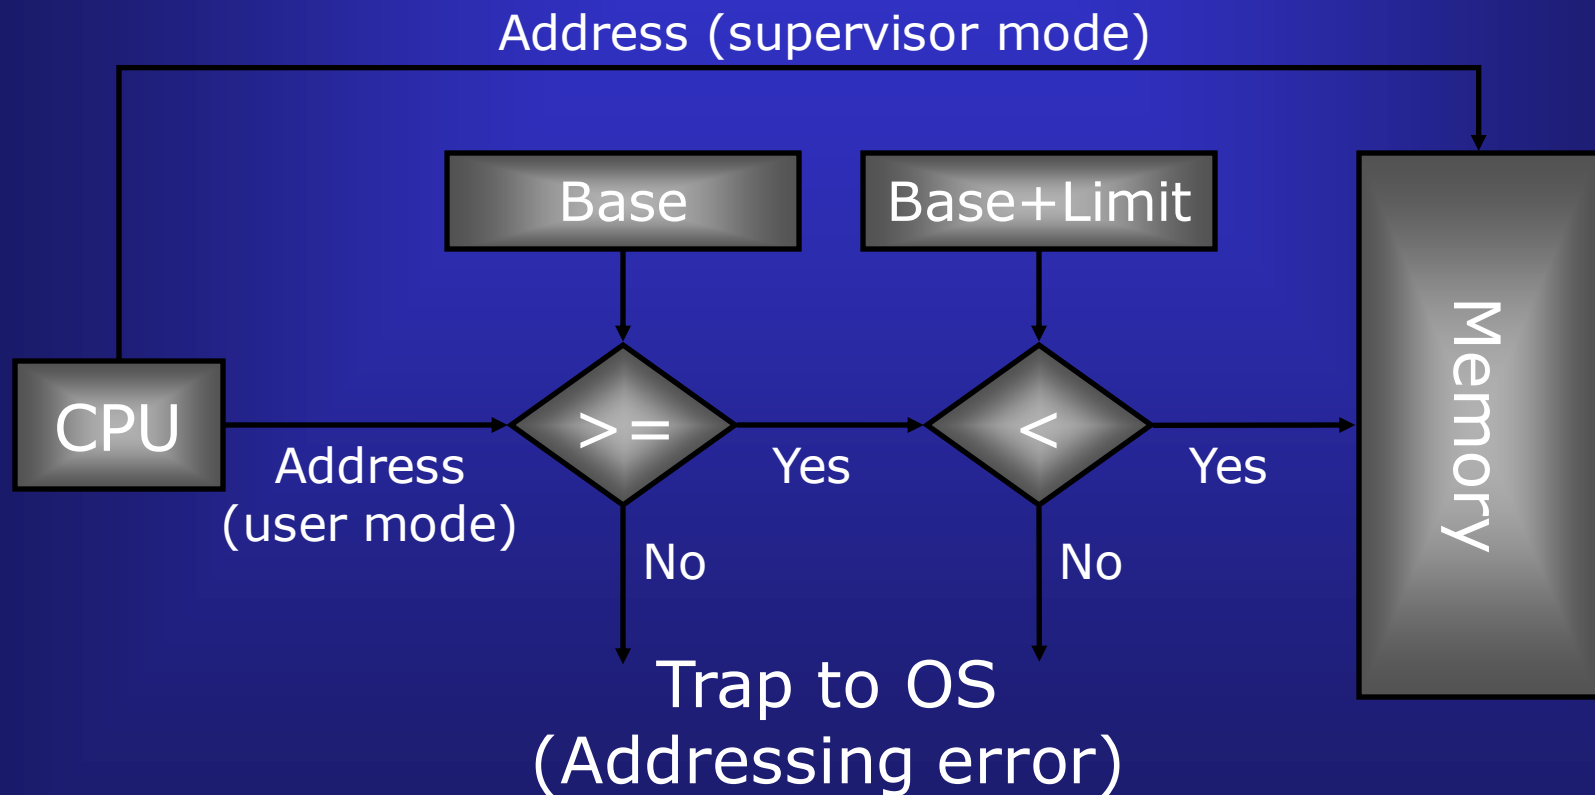 Address (supervisor mode)
Base
Base+Limit
CPU
>=
<
Memory
Address
(user mode)
Yes
Yes
No
No
Trap to OS
(Addressing error)